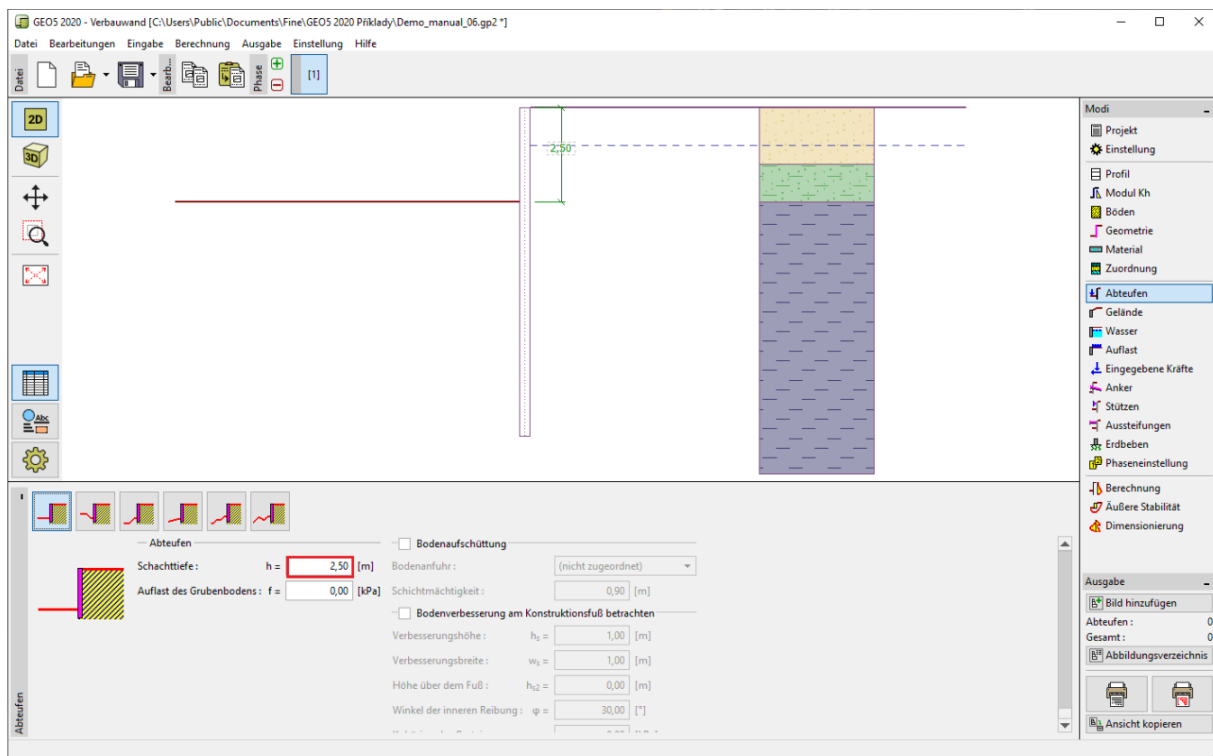 GEO5 2020 - Verbauwand [C:\Users\Public\Documents\Fine\GEO5 2020 Příklady\Demo_manual_06.gp2 *]
Datei Bearbeitungen Eingabe Berechnung Ausgabe Einstellung Hilfe
Datei
Bearb...
Phase
[1]
2D
3D
Abc
2,50
Modi
Projekt
Einstellung
Profil
Modul Kh
Böden
Geometrie
Material
Zuordnung
Abteufen
Gelände
Wasser
Auflast
Eingegebene Kräfte
Anker
Stützen
Aussteifungen
Erdbeben
Phaseneinstellung
Berechnung
Äußere Stabilität
Dimensionierung
Abteufen
Abteufen
Schachttiefe : h = 2,50 [m]
Auflast des Grubenbodens : f = 0,00 [kPa]
Bodenaufschüttung
Bodenanfuhr : (nicht zugeordnet)
Schichtmächtigkeit : 0,90 [m]
Bodenverbesserung am Konstruktionsfuß betrachten
Verbesserungshöhe : hs = 1,00 [m]
Verbesserungsbreite : ws = 1,00 [m]
Höhe über dem Fuß : hs2 = 0,00 [m]
Winkel der inneren Reibung : φ = 30,00 [°]
Ausgabe
Bild hinzufügen
Abteufen : 0
Gesamt : 0
Abbildungsverzeichnis
Ansicht kopieren